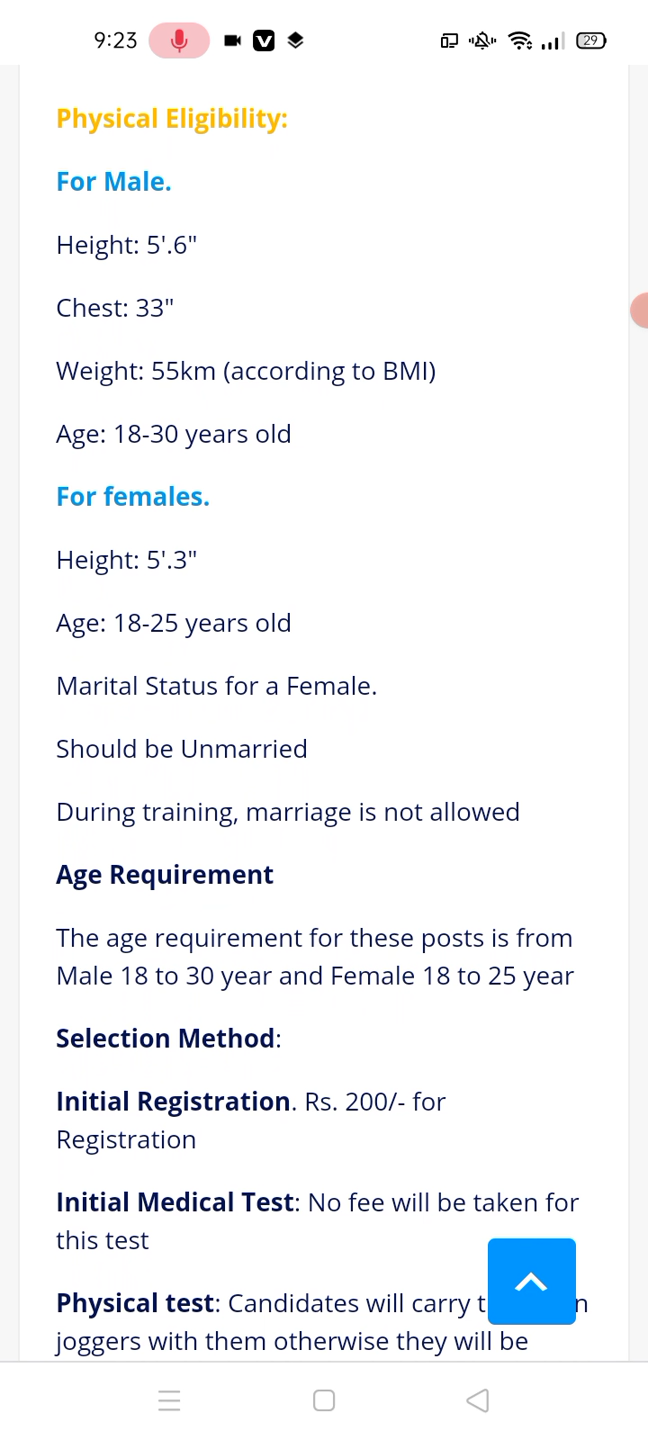 9:23
V
29
Physical Eligibility:
For Male.
Height: 5'.6"
Chest: 33"
Weight: 55km (according to BMI)
Age: 18-30 years old
For females.
Height: 5'.3"
Age: 18-25 years old
Marital Status for a Female.
Should be Unmarried
During training, marriage is not allowed
Age Requirement
The age requirement for these posts is from
Male 18 to 30 year and Female 18 to 25 year
Selection Method:
Initial Registration. Rs. 200/- for
Registration
Initial Medical Test: No fee will be taken for
this test
Physical test: Candidates will carry
joggers with them otherwise they will be